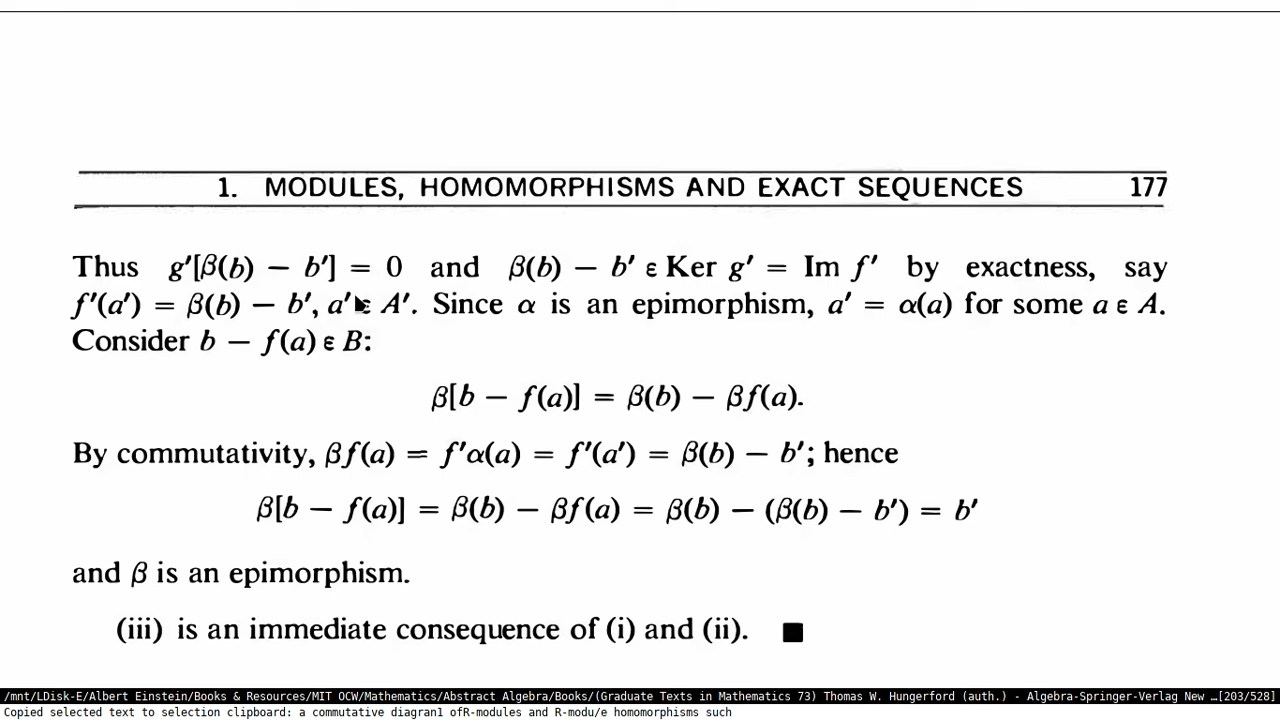 1. MODULES, HOMOMORPHISMS AND EXACT SEQUENCES 177
Thus g′[β(b) − b′] = 0 and β(b) − b′ ε Ker g′ = Im f′ by exactness, say
f′(a′) = β(b) − b′, a′ ε A′. Since α is an epimorphism, a′ = α(a) for some a ε A.
Consider b − f(a) ε B:
β[b − f(a)] = β(b) − βf(a).
By commutativity, βf(a) = f′α(a) = f′(a′) = β(b) − b′; hence
β[b − f(a)] = β(b) − βf(a) = β(b) − (β(b) − b′) = b′
and β is an epimorphism.
(iii) is an immediate consequence of (i) and (ii). ■
/mnt/LDisk-E/Albert Einstein/Books & Resources/MIT OCW/Mathematics/Abstract Algebra/Books/(Graduate Texts in Mathematics 73) Thomas W. Hungerford (auth.) - Algebra-Springer-Verlag New …[203/528]
Copied selected text to selection clipboard: a commutative diagran1 ofR-modules and R-modu/e homomorphisms such